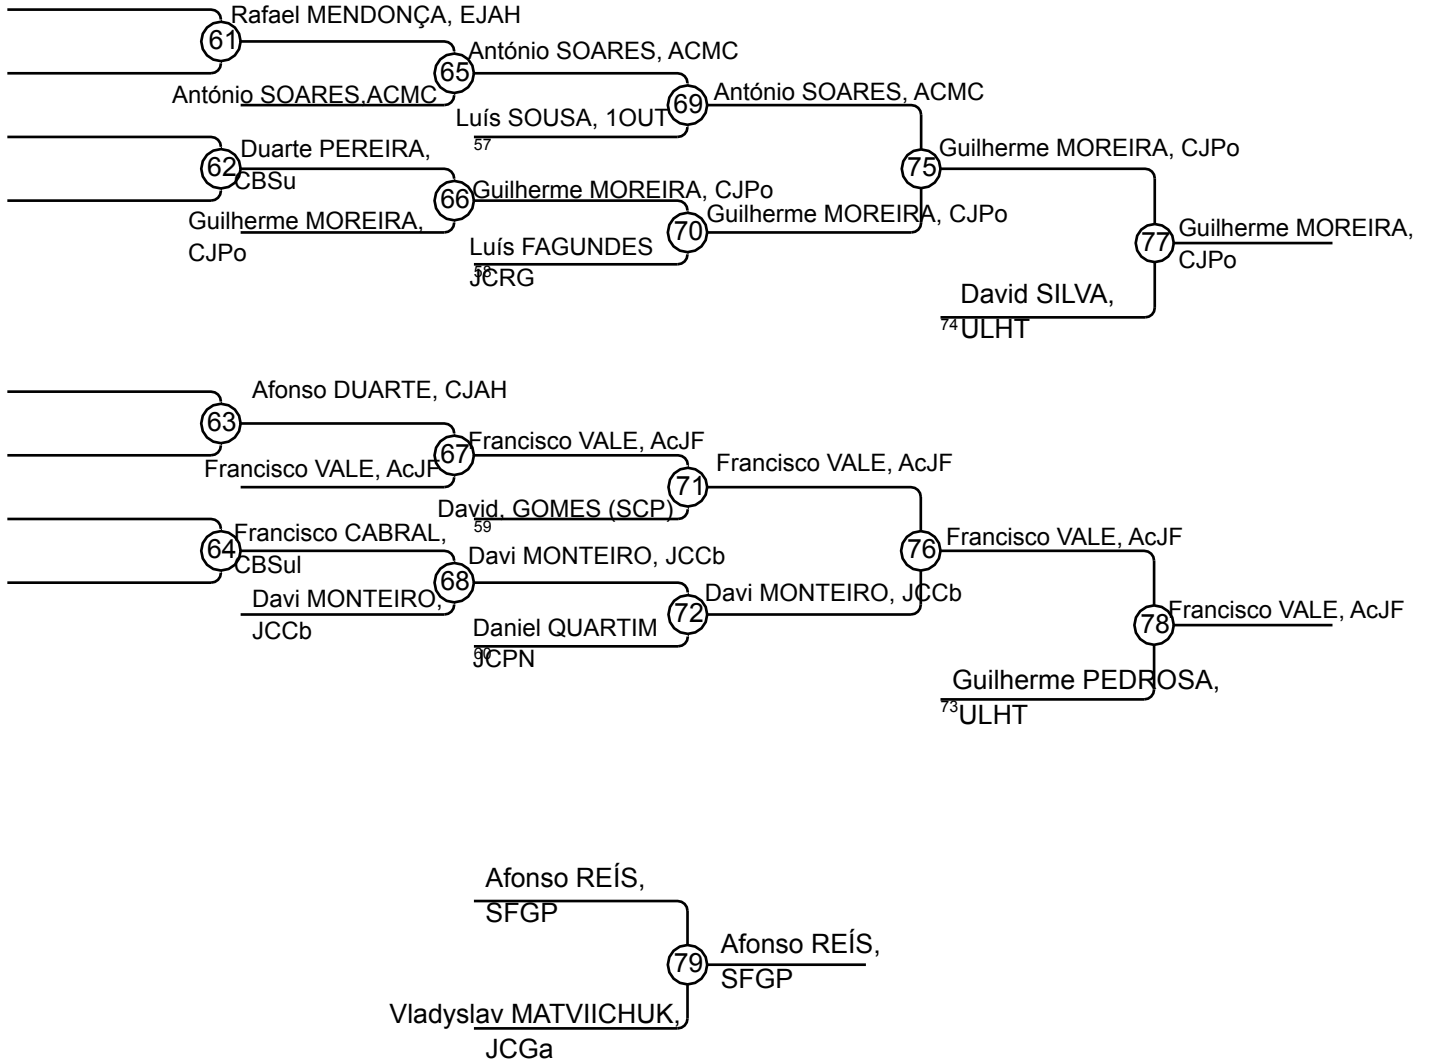 Rafael MENDONÇA, EJAH
61
António SOARES, ACMC
65
António SOARES,ACMC
António SOARES, ACMC
69
Luís SOUSA, 1OUT
57
Duarte PEREIRA,
CBSu
62
Guilherme MOREIRA, CJPo
75
Guilherme MOREIRA, CJPo
66
Guilherme MOREIRA,
CJPo
Guilherme MOREIRA, CJPo
70
Luís FAGUNDES
58
JCRG
Guilherme MOREIRA,
CJPo
77
David SILVA,
74
ULHT
Afonso DUARTE, CJAH
63
Francisco VALE, AcJF
67
Francisco VALE, AcJF
Francisco VALE, AcJF
71
David, GOMES (SCP)
59
Francisco CABRAL,
CBSul
64
Francisco VALE, AcJF
76
Davi MONTEIRO, JCCb
68
Davi MONTEIRO,
JCCb
Davi MONTEIRO, JCCb
72
Daniel QUARTIM
60
JCPN
Francisco VALE, AcJF
78
Guilherme PEDROSA,
73
ULHT
Afonso REÍS,
SFGP
79
Afonso REÍS,
SFGP
Vladyslav MATVIICHUK,
JCGa